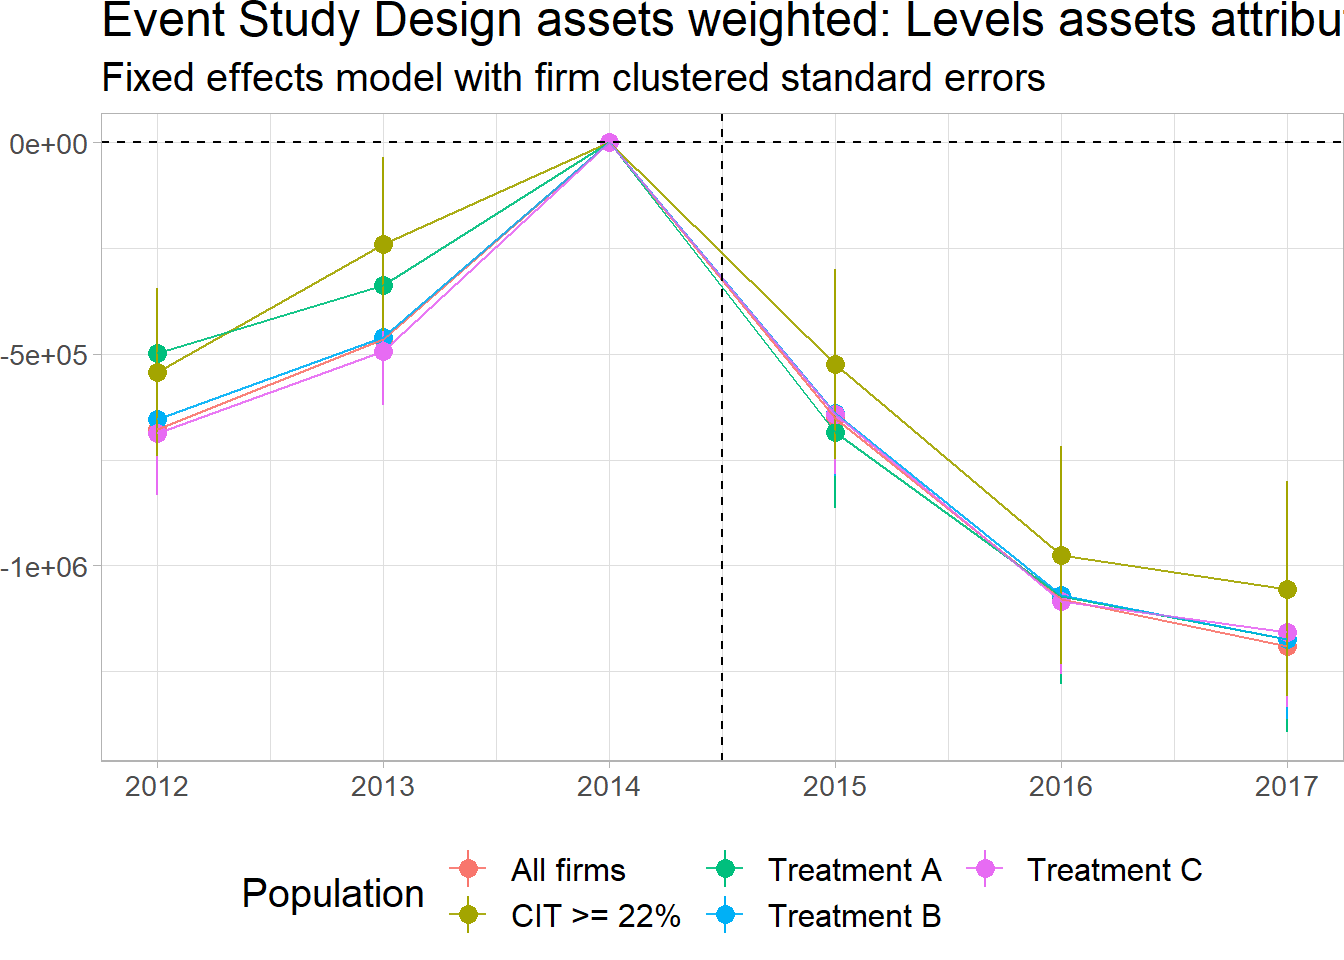 Event Study Design assets weighted: Levels assets attribu
Fixed effects model with firm clustered standard errors
0e+00
-5e+05
-1e+06
2012 2013 2014 2015 2016 2017
Population
All firms
Treatment A
Treatment C
CIT >= 22%
Treatment B